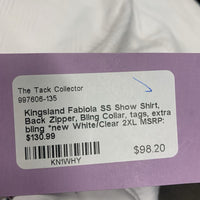 The Tack Collector
997606-135
Kingsland Fabiola SS Show Shirt,
Back Zipper, Bling Collar, tags, extra
bling *new White/Clear 2XL MSRP:
$130.99
$98.20
KN1WHY